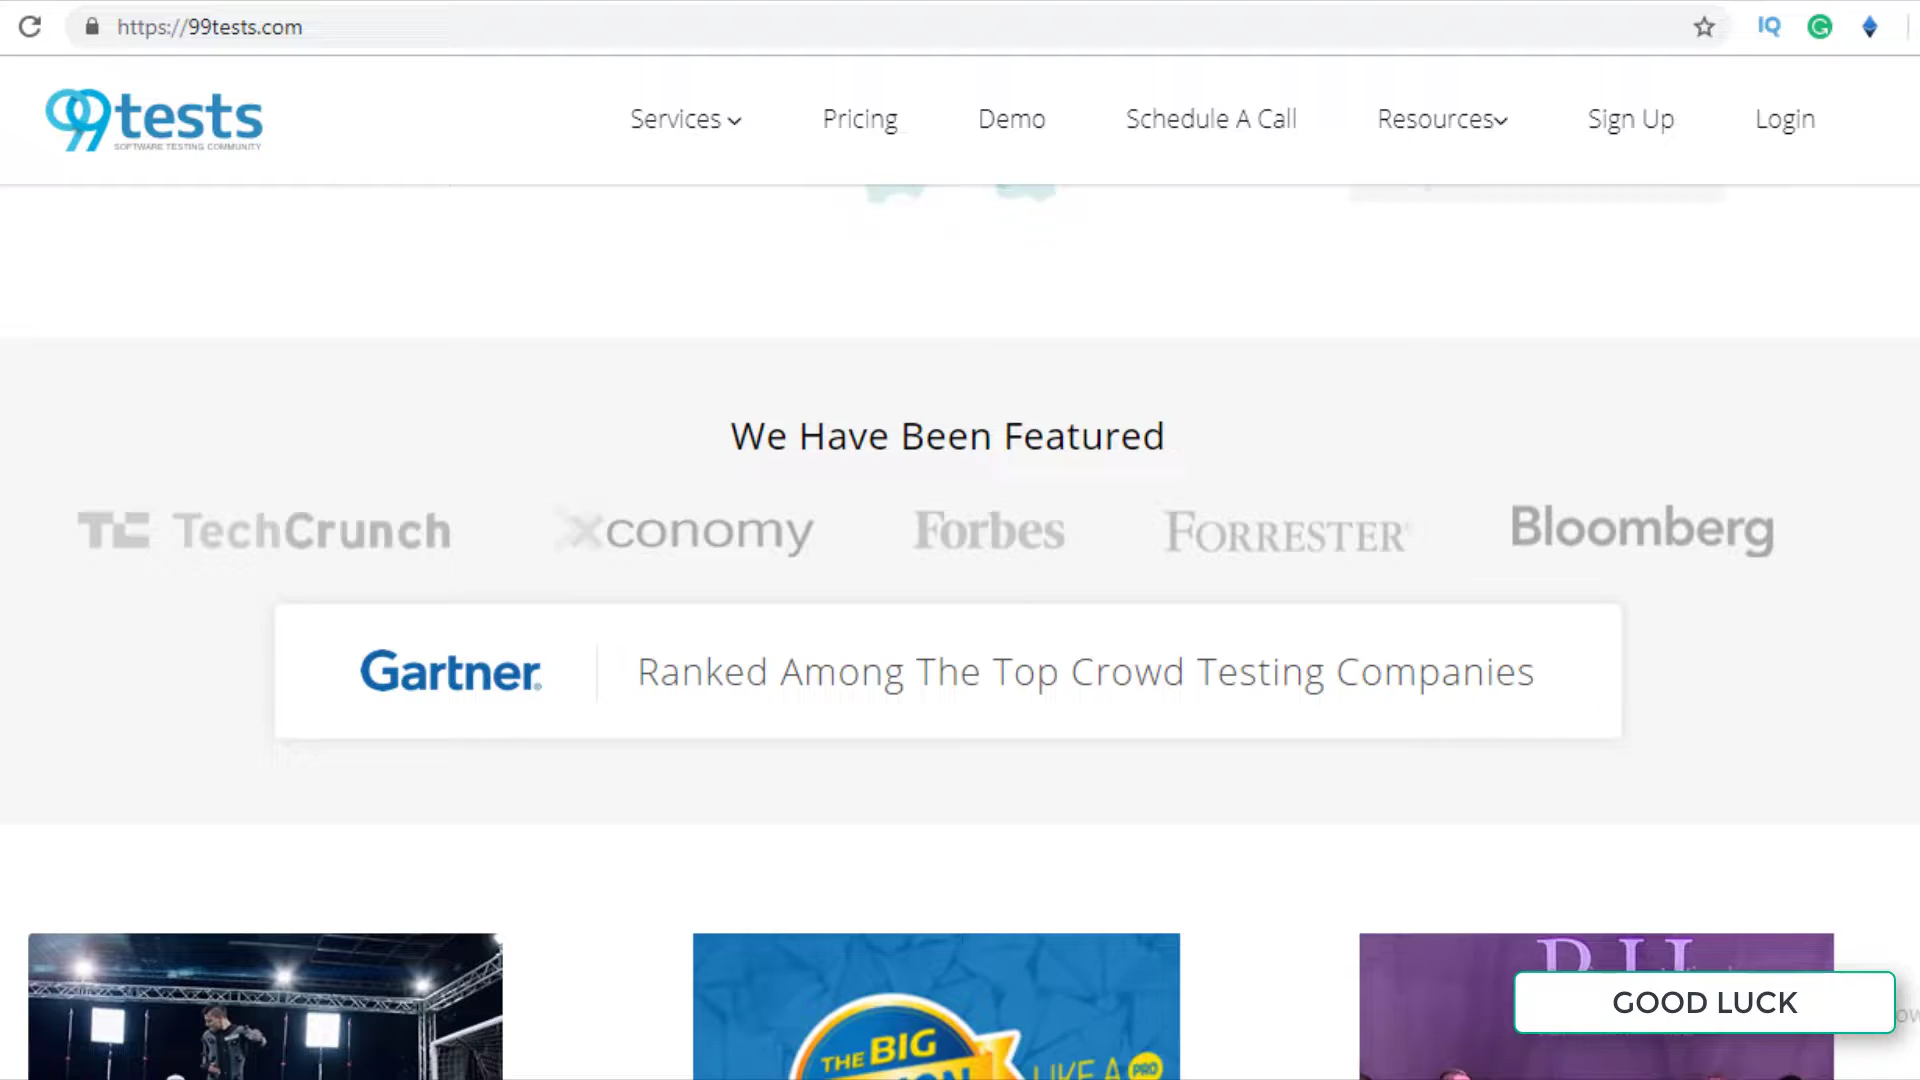 https://99tests.com
IQ
99tests
SOFTWARE TESTING COMMUNITY
Services
Pricing
Demo
Schedule A Call
Resources
Sign Up
Login
We Have Been Featured
TC TechCrunch
xconomy
Forbes
FORRESTER
Bloomberg
Gartner.
Ranked Among The Top Crowd Testing Companies
THE BIG
LIKE A PRO
GOOD LUCK